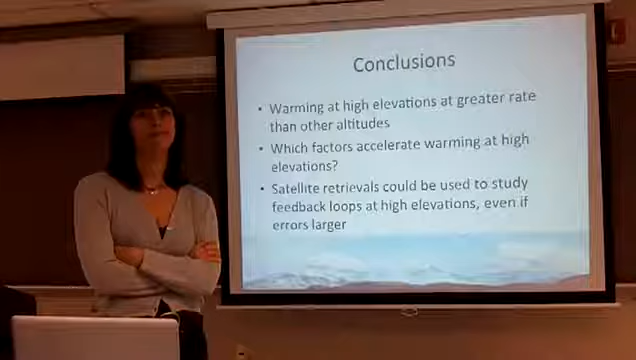 Conclusions
• Warming at high elevations at greater rate
than other altitudes
• Which factors accelerate warming at high
elevations?
• Satellite retrievals could be used to study
feedback loops at high elevations, even if
errors larger